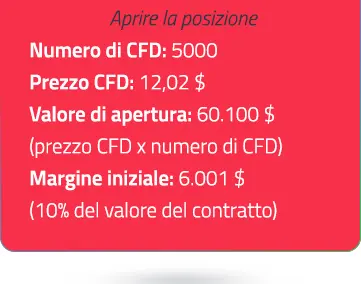 Aprire la posizione
Numero di CFD: 5000
Prezzo CFD: 12,02 $
Valore di apertura: 60.100 $
(prezzo CFD x numero di CFD)
Margine iniziale: 6.001 $
(10% del valore del contratto)